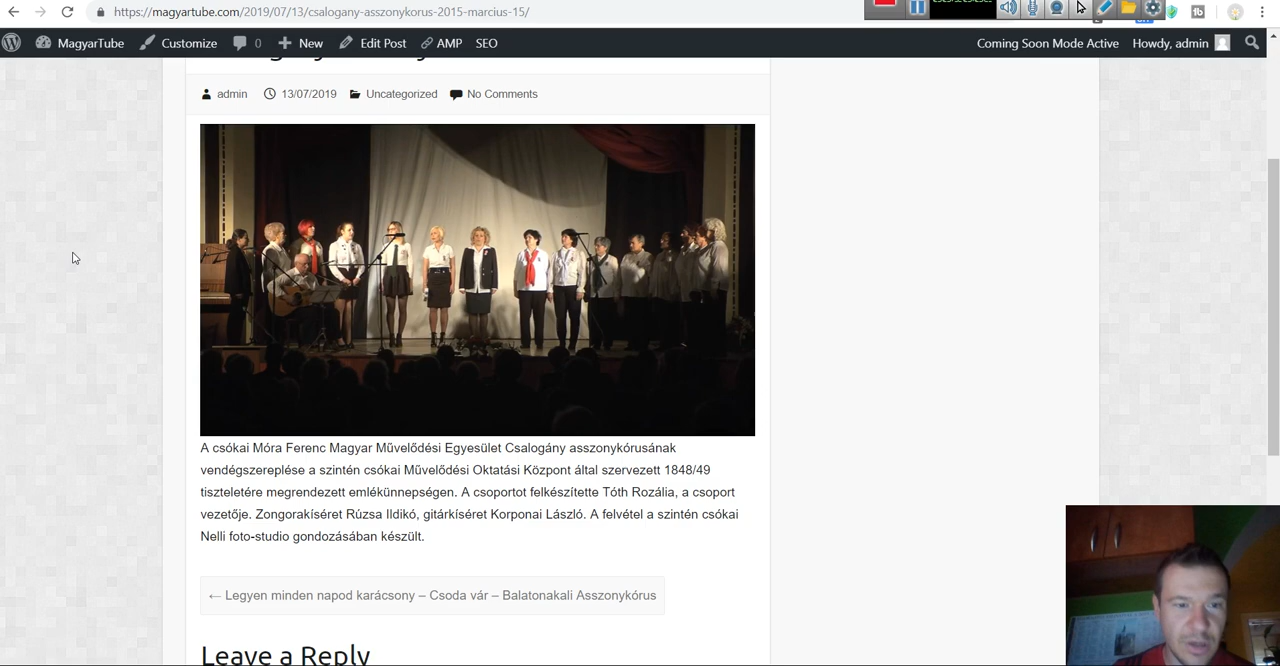 https://magyartube.com/2019/07/13/csalogany-asszonykorus-2015-marcius-15/
MagyarTube Customize 0 New Edit Post AMP SEO Coming Soon Mode Active Howdy, admin
admin 13/07/2019 Uncategorized No Comments
A csókai Móra Ferenc Magyar Művelődési Egyesület Csalogány asszonykórusának
vendégszereplése a szintén csókai Művelődési Oktatási Központ által szervezett 1848/49
tiszteletére megrendezett emlékünnepségen. A csoportot felkészítette Tóth Rozália, a csoport
vezetője. Zongorakíséret Rúzsa Ildikó, gitárkíséret Korponai László. A felvétel a szintén csókai
Nelli foto-studio gondozásában készült.
← Legyen minden napod karácsony – Csoda vár – Balatonakali Asszonykórus
Leave a Reply